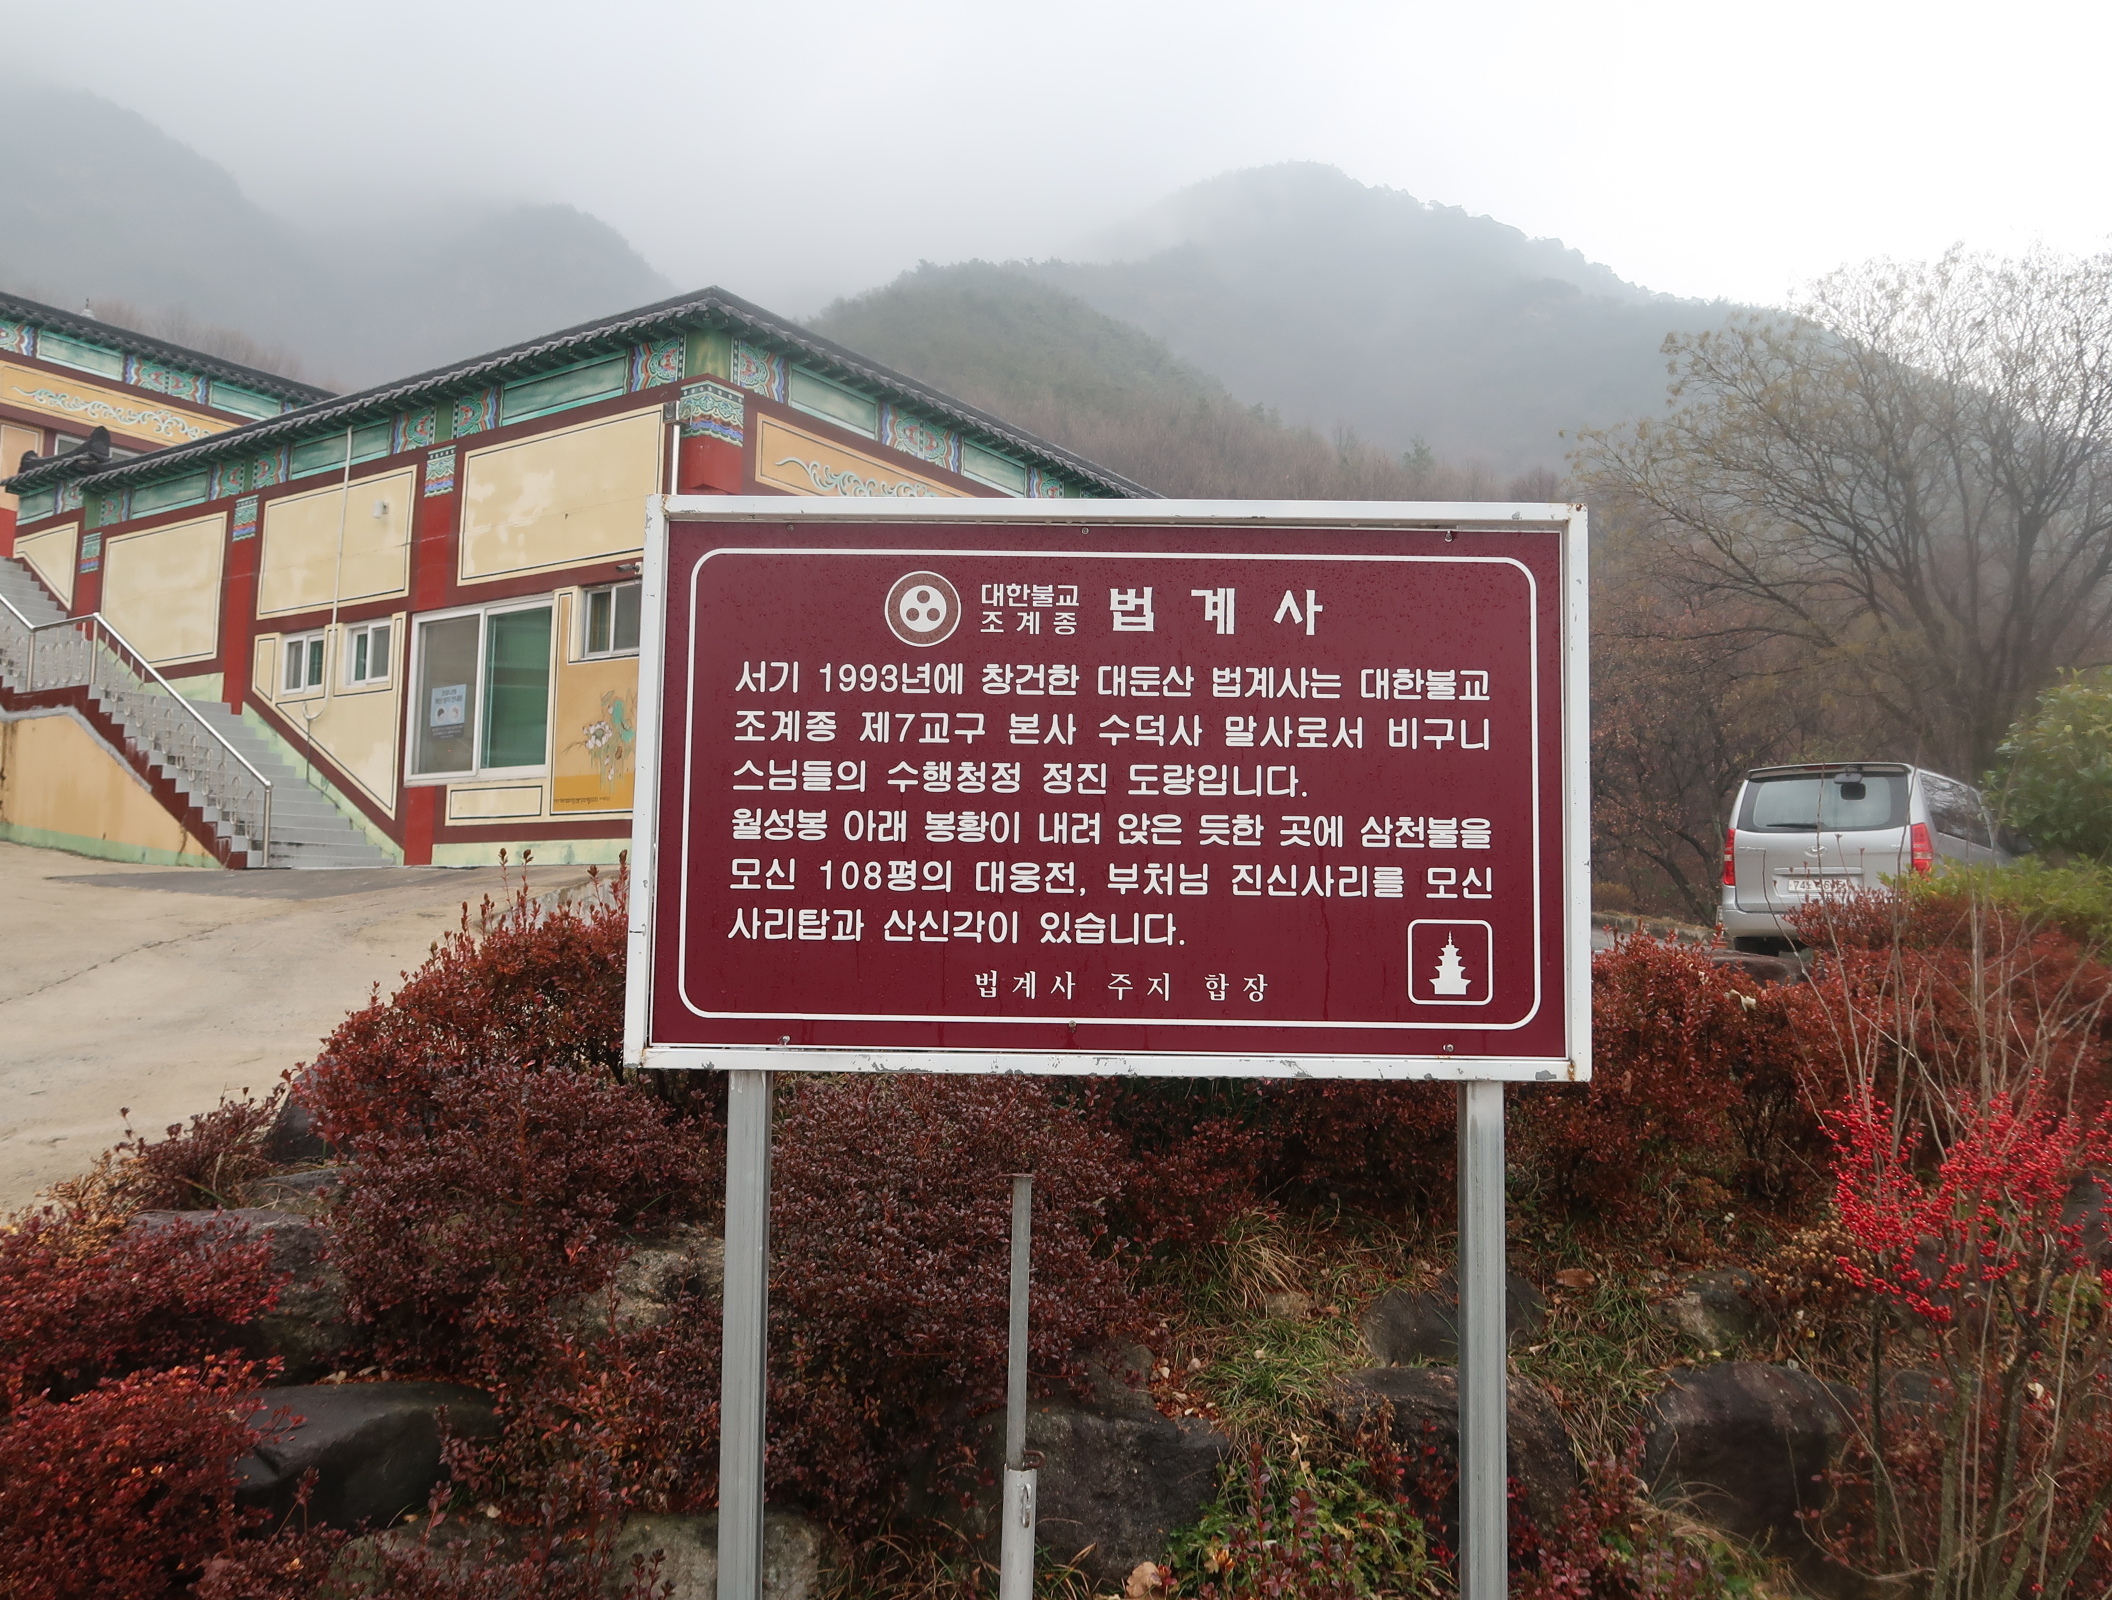 대한불교
조계종
법계사
서기 1993년에 창건한 대둔산 법계사는 대한불교
조계종 제7교구 본사 수덕사 말사로서 비구니
스님들의 수행청정 정진 도량입니다.
월성봉 아래 봉황이 내려 앉은 듯한 곳에 삼천불을
모신 108평의 대웅전, 부처님 진신사리를 모신
사리탑과 산신각이 있습니다.
법계사 주지 합장